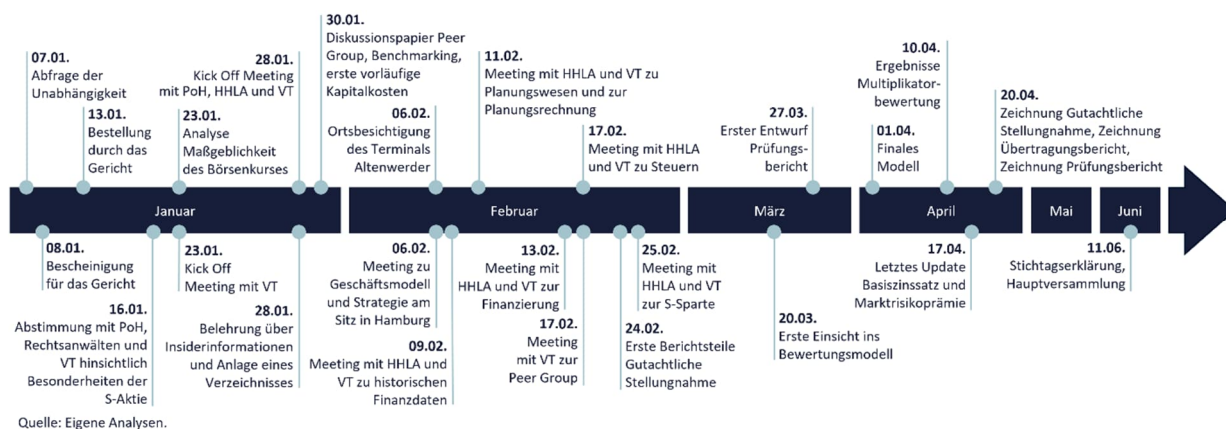 07.01.
Abfrage der
Unabhängigkeit
13.01.
Bestellung
durch das
Gericht
23.01.
Analyse
Maßgeblichkeit
des Börsenkurses
28.01.
Kick Off Meeting
mit PoH, HHLA und VT
30.01.
Diskussionspapier Peer
Group, Benchmarking,
erste vorläufige
Kapitalkosten
06.02.
Ortsbesichtigung
des Terminals
Altenwerder
11.02.
Meeting mit HHLA und VT zu
Planungswesen und zur
Planungsrechnung
17.02.
Meeting mit HHLA
und VT zu Steuern
27.03.
Erster Entwurf
Prüfungs-
bericht
01.04.
Finales
Modell
10.04.
Ergebnisse
Multiplikator-
bewertung
20.04.
Zeichnung Gutachtliche
Stellungnahme, Zeichnung
Übertragungsbericht,
Zeichnung Prüfungsbericht
Januar
Februar
März
April
Mai
Juni
08.01.
Bescheinigung
für das Gericht
16.01.
Abstimmung mit PoH,
Rechtsanwälten und
VT hinsichtlich
Besonderheiten der
S-Aktie
23.01.
Kick Off
Meeting mit VT
28.01.
Belehrung über
Insiderinformationen
und Anlage eines
Verzeichnisses
06.02.
Meeting zu
Geschäftsmodell
und Strategie am
Sitz in Hamburg
09.02.
Meeting mit HHLA und
VT zu historischen
Finanzdaten
13.02.
Meeting mit
HHLA und VT zur
Finanzierung
17.02.
Meeting
mit VT zur
Peer Group
24.02.
Erste Berichtsteile
Gutachtliche
Stellungnahme
25.02.
Meeting mit
HHLA und VT
zur S-Sparte
20.03.
Erste Einsicht ins
Bewertungsmodell
17.04.
Letztes Update
Basiszinssatz und
Marktrisikoprämie
11.06.
Stichtagserklärung,
Hauptversammlung
Quelle: Eigene Analysen.